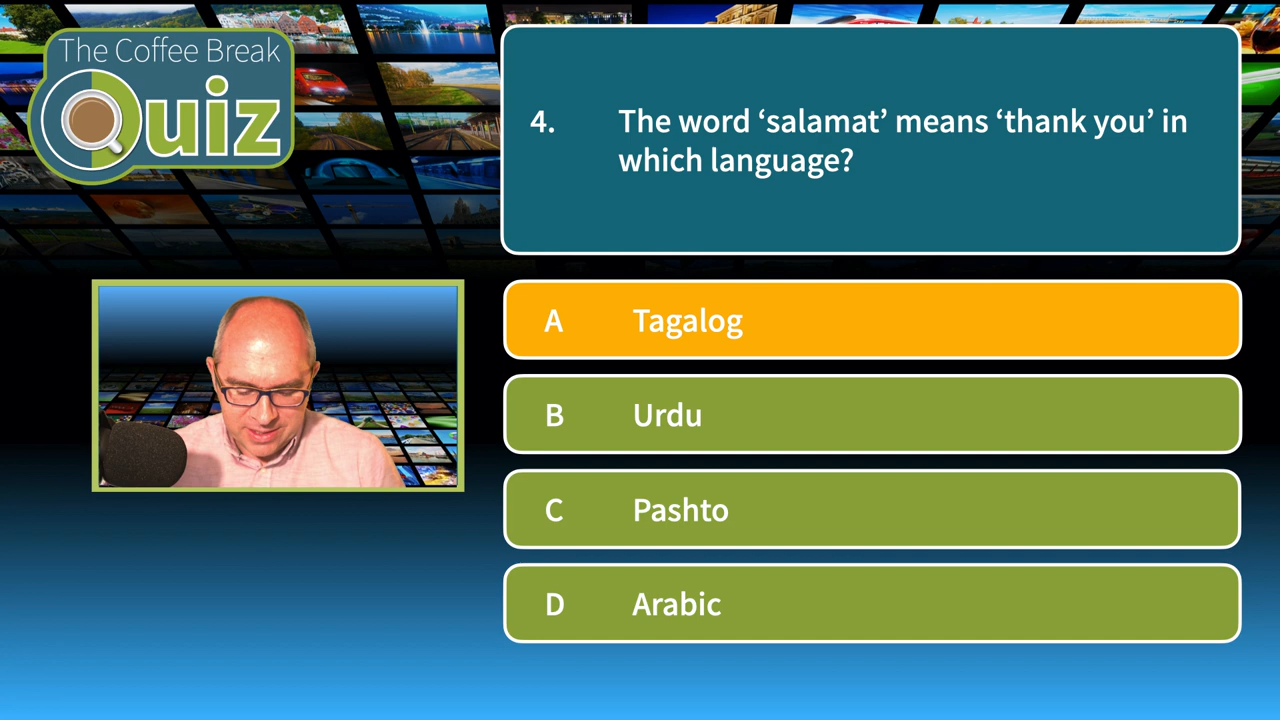 The Coffee Break
Quiz
4. The word ‘salamat’ means ‘thank you’ in
which language?
A Tagalog
B Urdu
C Pashto
D Arabic